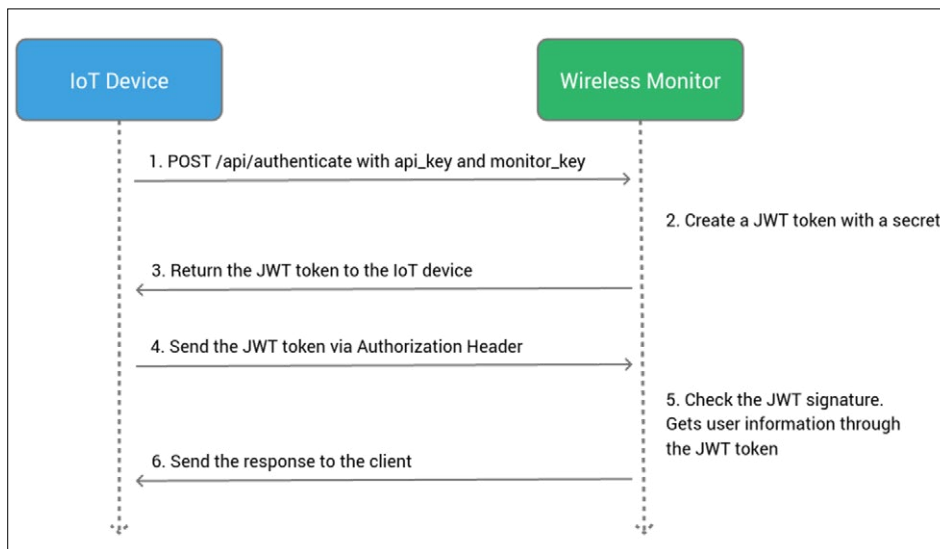 IoT Device
Wireless Monitor
1. POST /api/authenticate with api_key and monitor_key
2. Create a JWT token with a secret
3. Return the JWT token to the IoT device
4. Send the JWT token via Authorization Header
5. Check the JWT signature.
Gets user information through
the JWT token
6. Send the response to the client